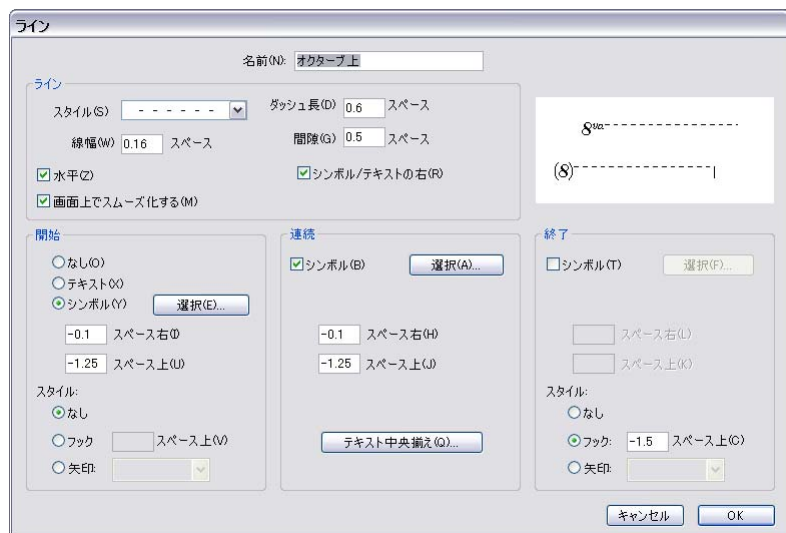 ライン
名前(N): オクターブ上
ライン
スタイル(S)
ダッシュ長(D) 0.6 スペース
線幅(W) 0.16 スペース
間隙(G) 0.5 スペース
水平(Z)
シンボル/テキストの右(R)
画面上でスムーズ化する(M)
8va
(8)
開始
なし(O)
テキスト(X)
シンボル(Y) 選択(E)...
-0.1 スペース右(I)
-1.25 スペース上(U)
スタイル:
なし
フック スペース上(V)
矢印:
連続
シンボル(B) 選択(A)...
-0.1 スペース右(H)
-1.25 スペース上(J)
テキスト中央揃え(Q)...
終了
シンボル(T) 選択(F)...
スペース右(L)
スペース上(K)
スタイル:
なし
フック: -1.5 スペース上(C)
矢印:
キャンセル OK